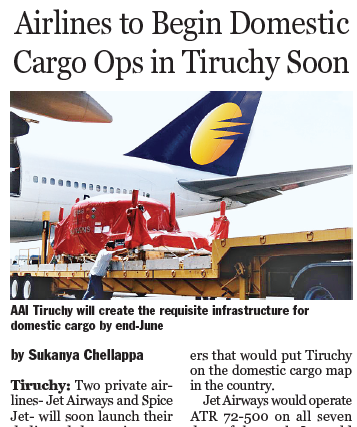 Airlines to Begin Domestic
Cargo Ops in Tiruchy Soon
AAI Tiruchy will create the requisite infrastructure for
domestic cargo by end-June
by Sukanya Chellappa
Tiruchy: Two private air-
lines- Jet Airways and Spice
Jet- will soon launch their
ers that would put Tiruchy
on the domestic cargo map
in the country.
Jet Airways would operate
ATR 72-500 on all seven